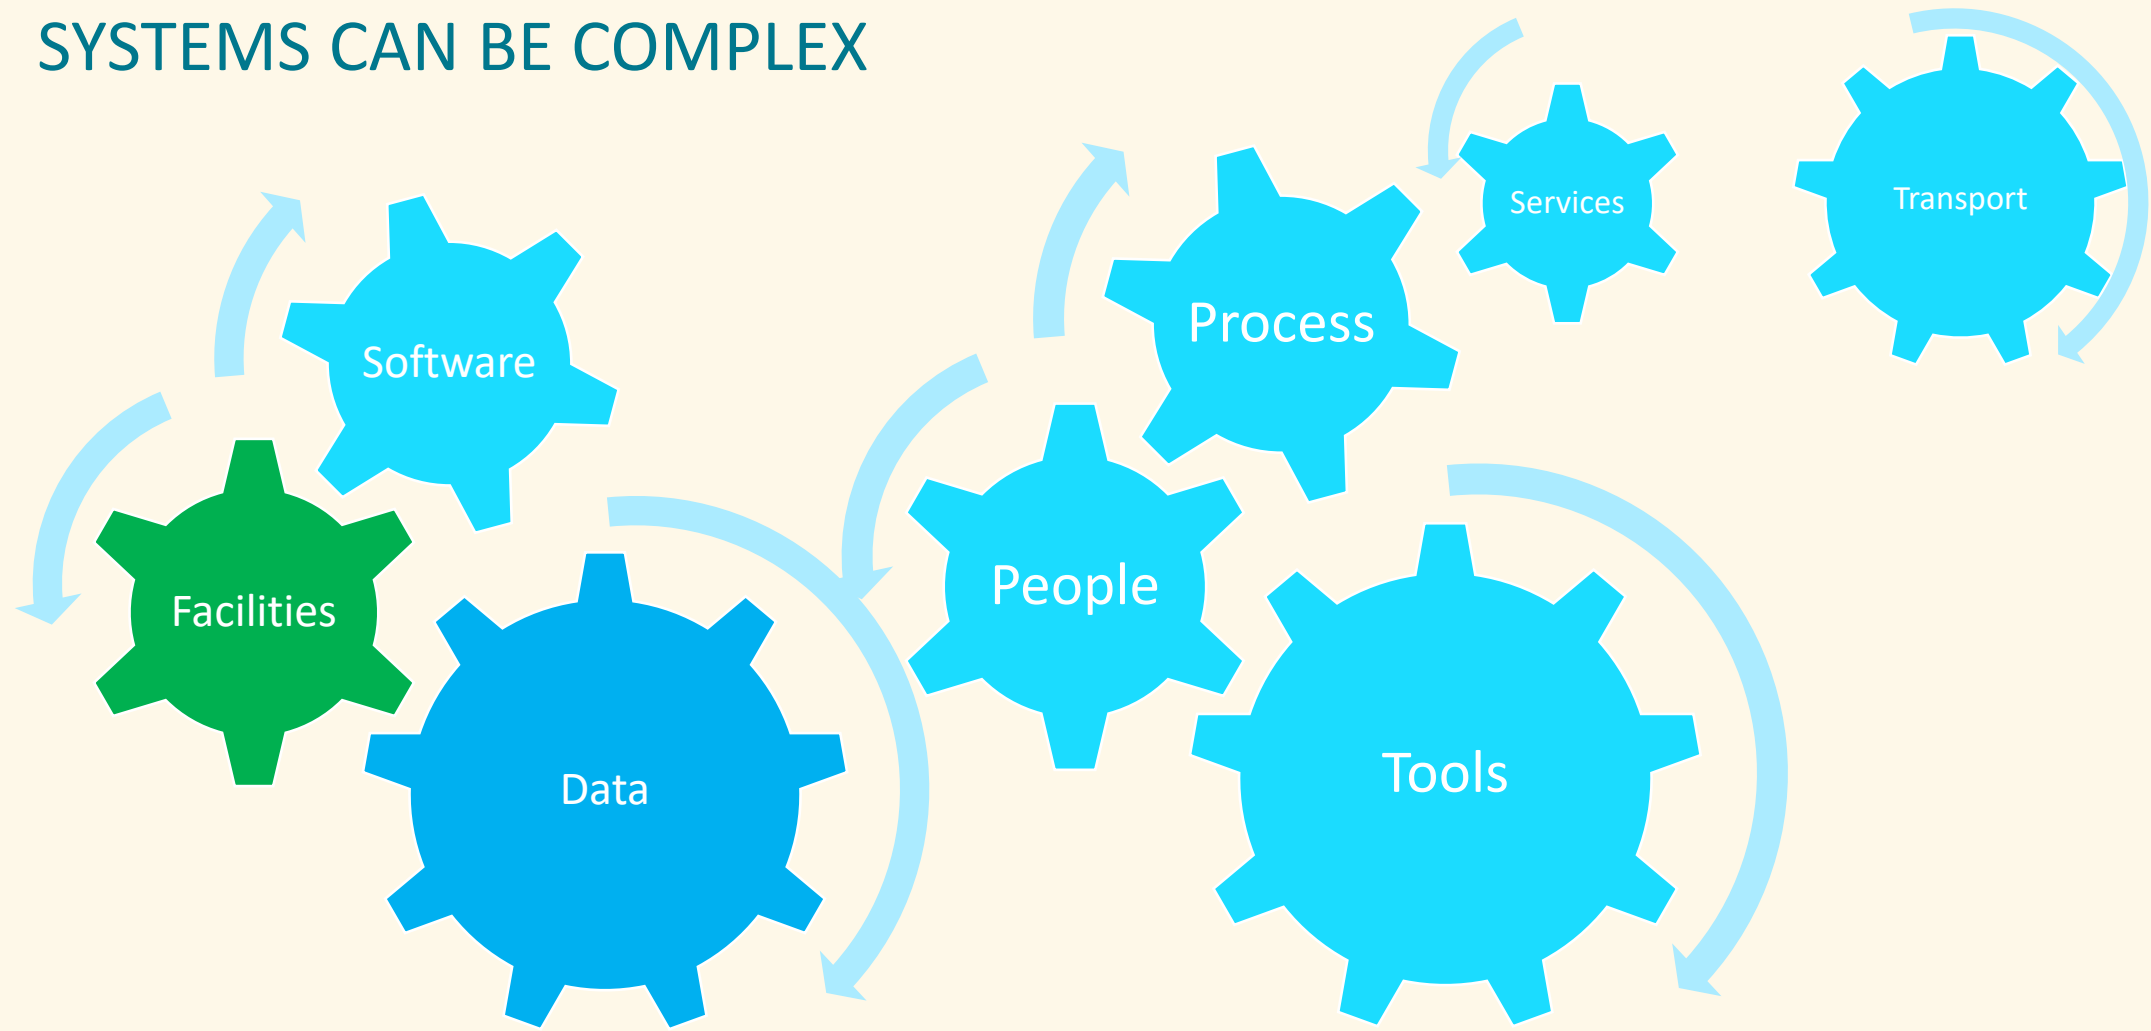 SYSTEMS CAN BE COMPLEX
Services
Transport
Process
Software
People
Facilities
Tools
Data